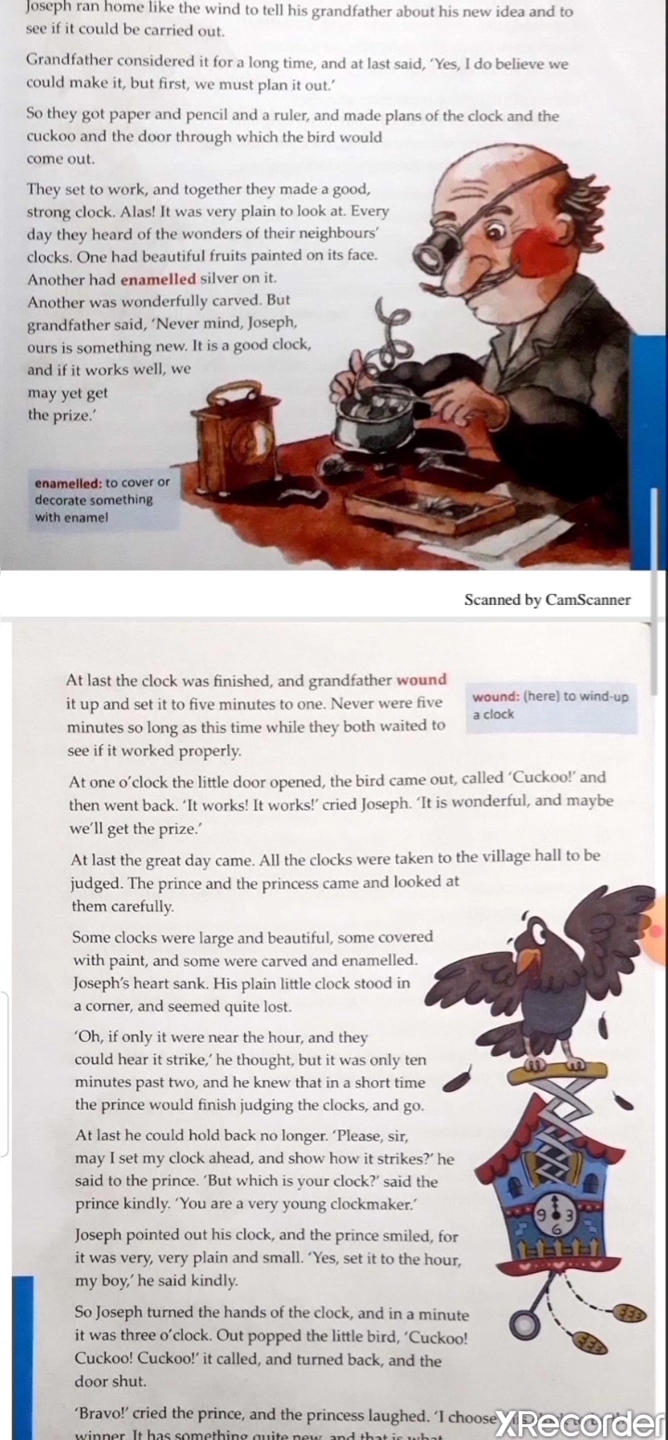 Joseph ran home like the wind to tell his grandfather about his new idea and to
see if it could be carried out.
Grandfather considered it for a long time, and at last said, ‘Yes, I do believe we
could make it, but first, we must plan it out.’
So they got paper and pencil and a ruler, and made plans of the clock and the
cuckoo and the door through which the bird would
come out.
They set to work, and together they made a good,
strong clock. Alas! It was very plain to look at. Every
day they heard of the wonders of their neighbours’
clocks. One had beautiful fruits painted on its face.
Another had enamelled silver on it.
Another was wonderfully carved. But
grandfather said, ‘Never mind, Joseph,
ours is something new. It is a good clock,
and if it works well, we
may yet get
the prize.’
enamelled: to cover or
decorate something
with enamel
Scanned by CamScanner
At last the clock was finished, and grandfather wound
it up and set it to five minutes to one. Never were five
minutes so long as this time while they both waited to
see if it worked properly.
wound: (here) to wind-up
a clock
At one o’clock the little door opened, the bird came out, called ‘Cuckoo!’ and
then went back. ‘It works! It works!’ cried Joseph. ‘It is wonderful, and maybe
we’ll get the prize.’
At last the great day came. All the clocks were taken to the village hall to be
judged. The prince and the princess came and looked at
them carefully.
Some clocks were large and beautiful, some covered
with paint, and some were carved and enamelled.
Joseph’s heart sank. His plain little clock stood in
a corner, and seemed quite lost.
‘Oh, if only it were near the hour, and they
could hear it strike,’ he thought, but it was only ten
minutes past two, and he knew that in a short time
the prince would finish judging the clocks, and go.
At last he could hold back no longer. ‘Please, sir,
may I set my clock ahead, and show how it strikes?’ he
said to the prince. ‘But which is your clock?’ said the
prince kindly. ‘You are a very young clockmaker.’
Joseph pointed out his clock, and the prince smiled, for
it was very, very plain and small. ‘Yes, set it to the hour,
my boy,’ he said kindly.
So Joseph turned the hands of the clock, and in a minute
it was three o’clock. Out popped the little bird, ‘Cuckoo!
Cuckoo! Cuckoo!’ it called, and turned back, and the
door shut.
9 3
6
‘Bravo!’ cried the prince, and the princess laughed. ‘I choose
XRecorder
winner. It has something quite new, and that is what